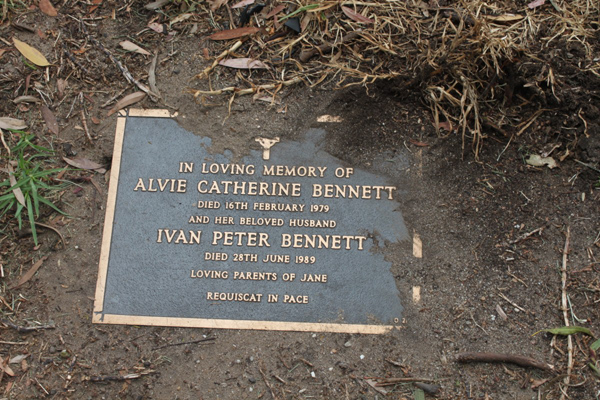 IN LOVING MEMORY OF
ALVIE CATHERINE BENNETT
DIED 16TH FEBRUARY 1979
AND HER BELOVED HUSBAND
IVAN PETER BENNETT
DIED 28TH JUNE 1989
LOVING PARENTS OF JANE
REQUISCAT IN PACE